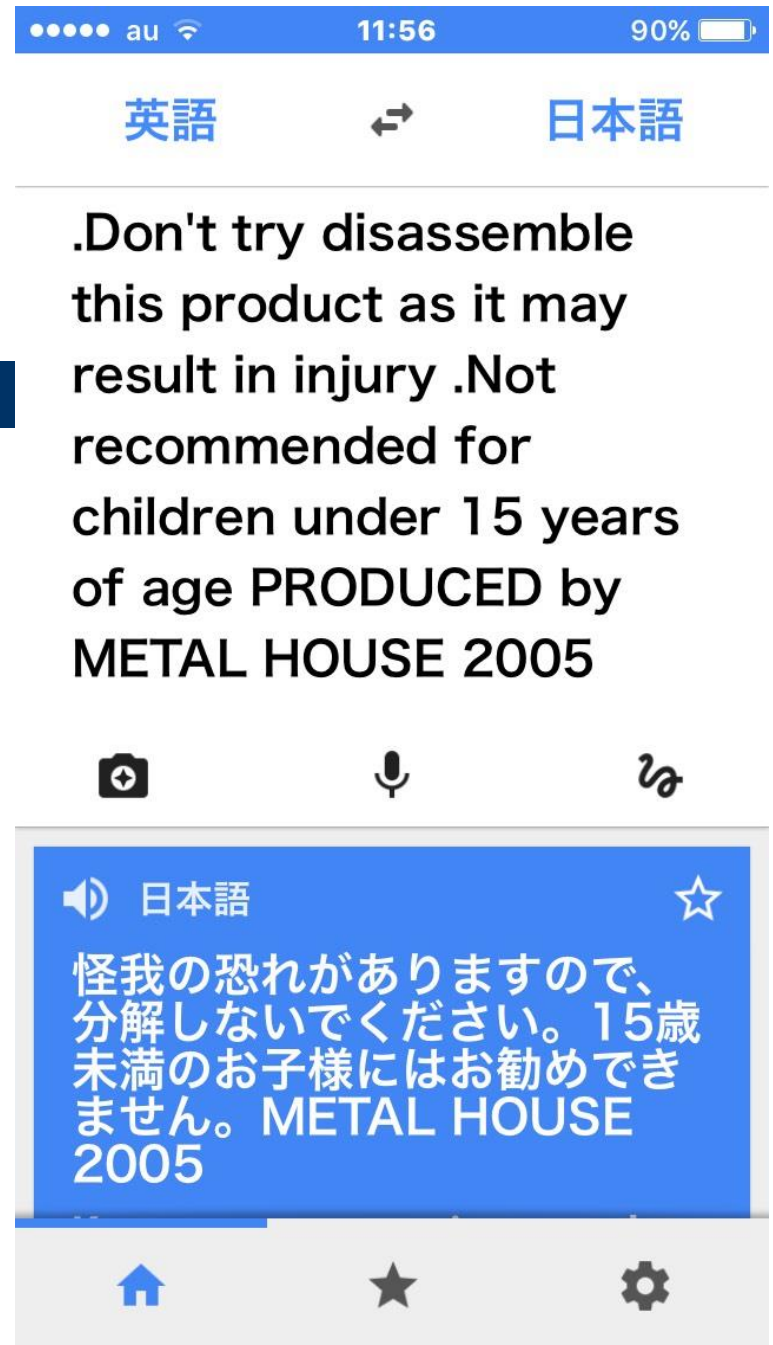 au 11:56 90%
英語 日本語
.Don't try disassemble
this product as it may
result in injury .Not
recommended for
children under 15 years
of age PRODUCED by
METAL HOUSE 2005
日本語
怪我の恐れがありますので、
分解しないでください。15歳
未満のお子様にはお勧めでき
ません。METAL HOUSE
2005